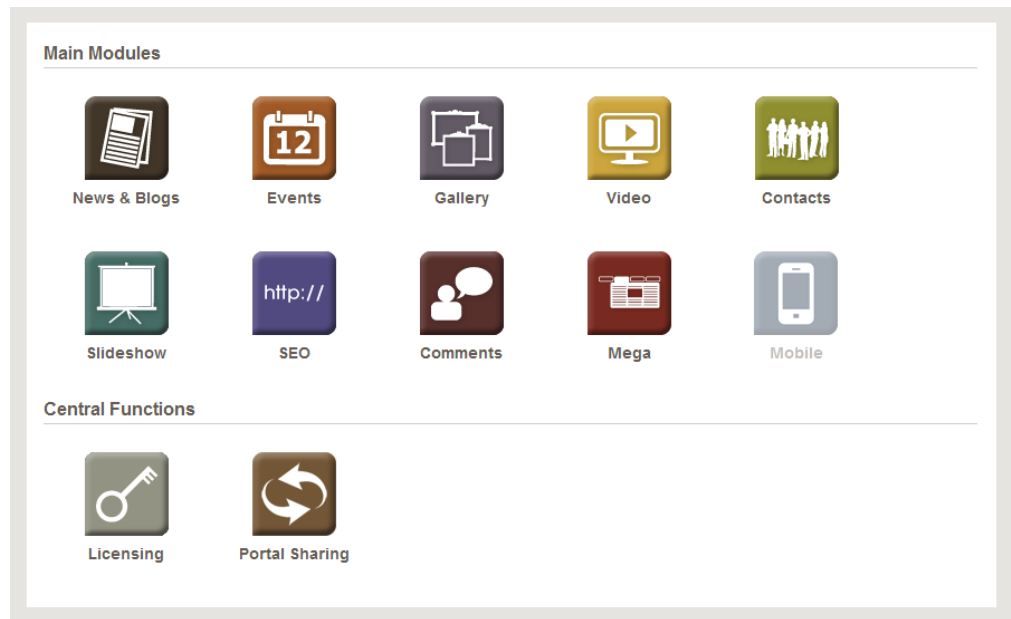 Main Modules
12
News & Blogs
Events
Gallery
Video
Contacts
http://
Slideshow
SEO
Comments
Mega
Mobile
Central Functions
Licensing
Portal Sharing